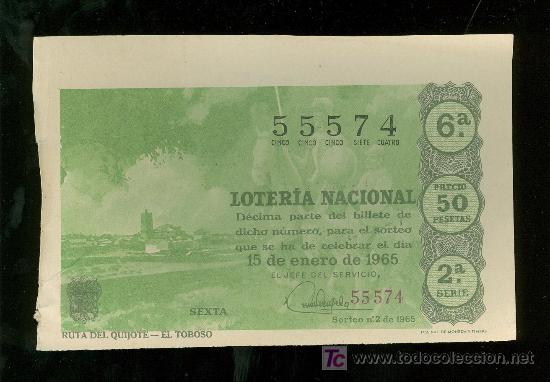 55574
CINCO CINCO CINCO SIETE CUATRO
6ª
LOTERÍA NACIONAL
Décima parte del billete de
dicho número, para el sorteo
que se ha de celebrar el día
15 de enero de 1965
EL JEFE DEL SERVICIO,
PRECIO
50
PESETAS
2ª
SERIE
SEXTA
55574
Sorteo nº 2 de 1965
RUTA DEL QUIJOTE — EL TOBOSO
TC
todocoleccion
www.todocoleccion.net